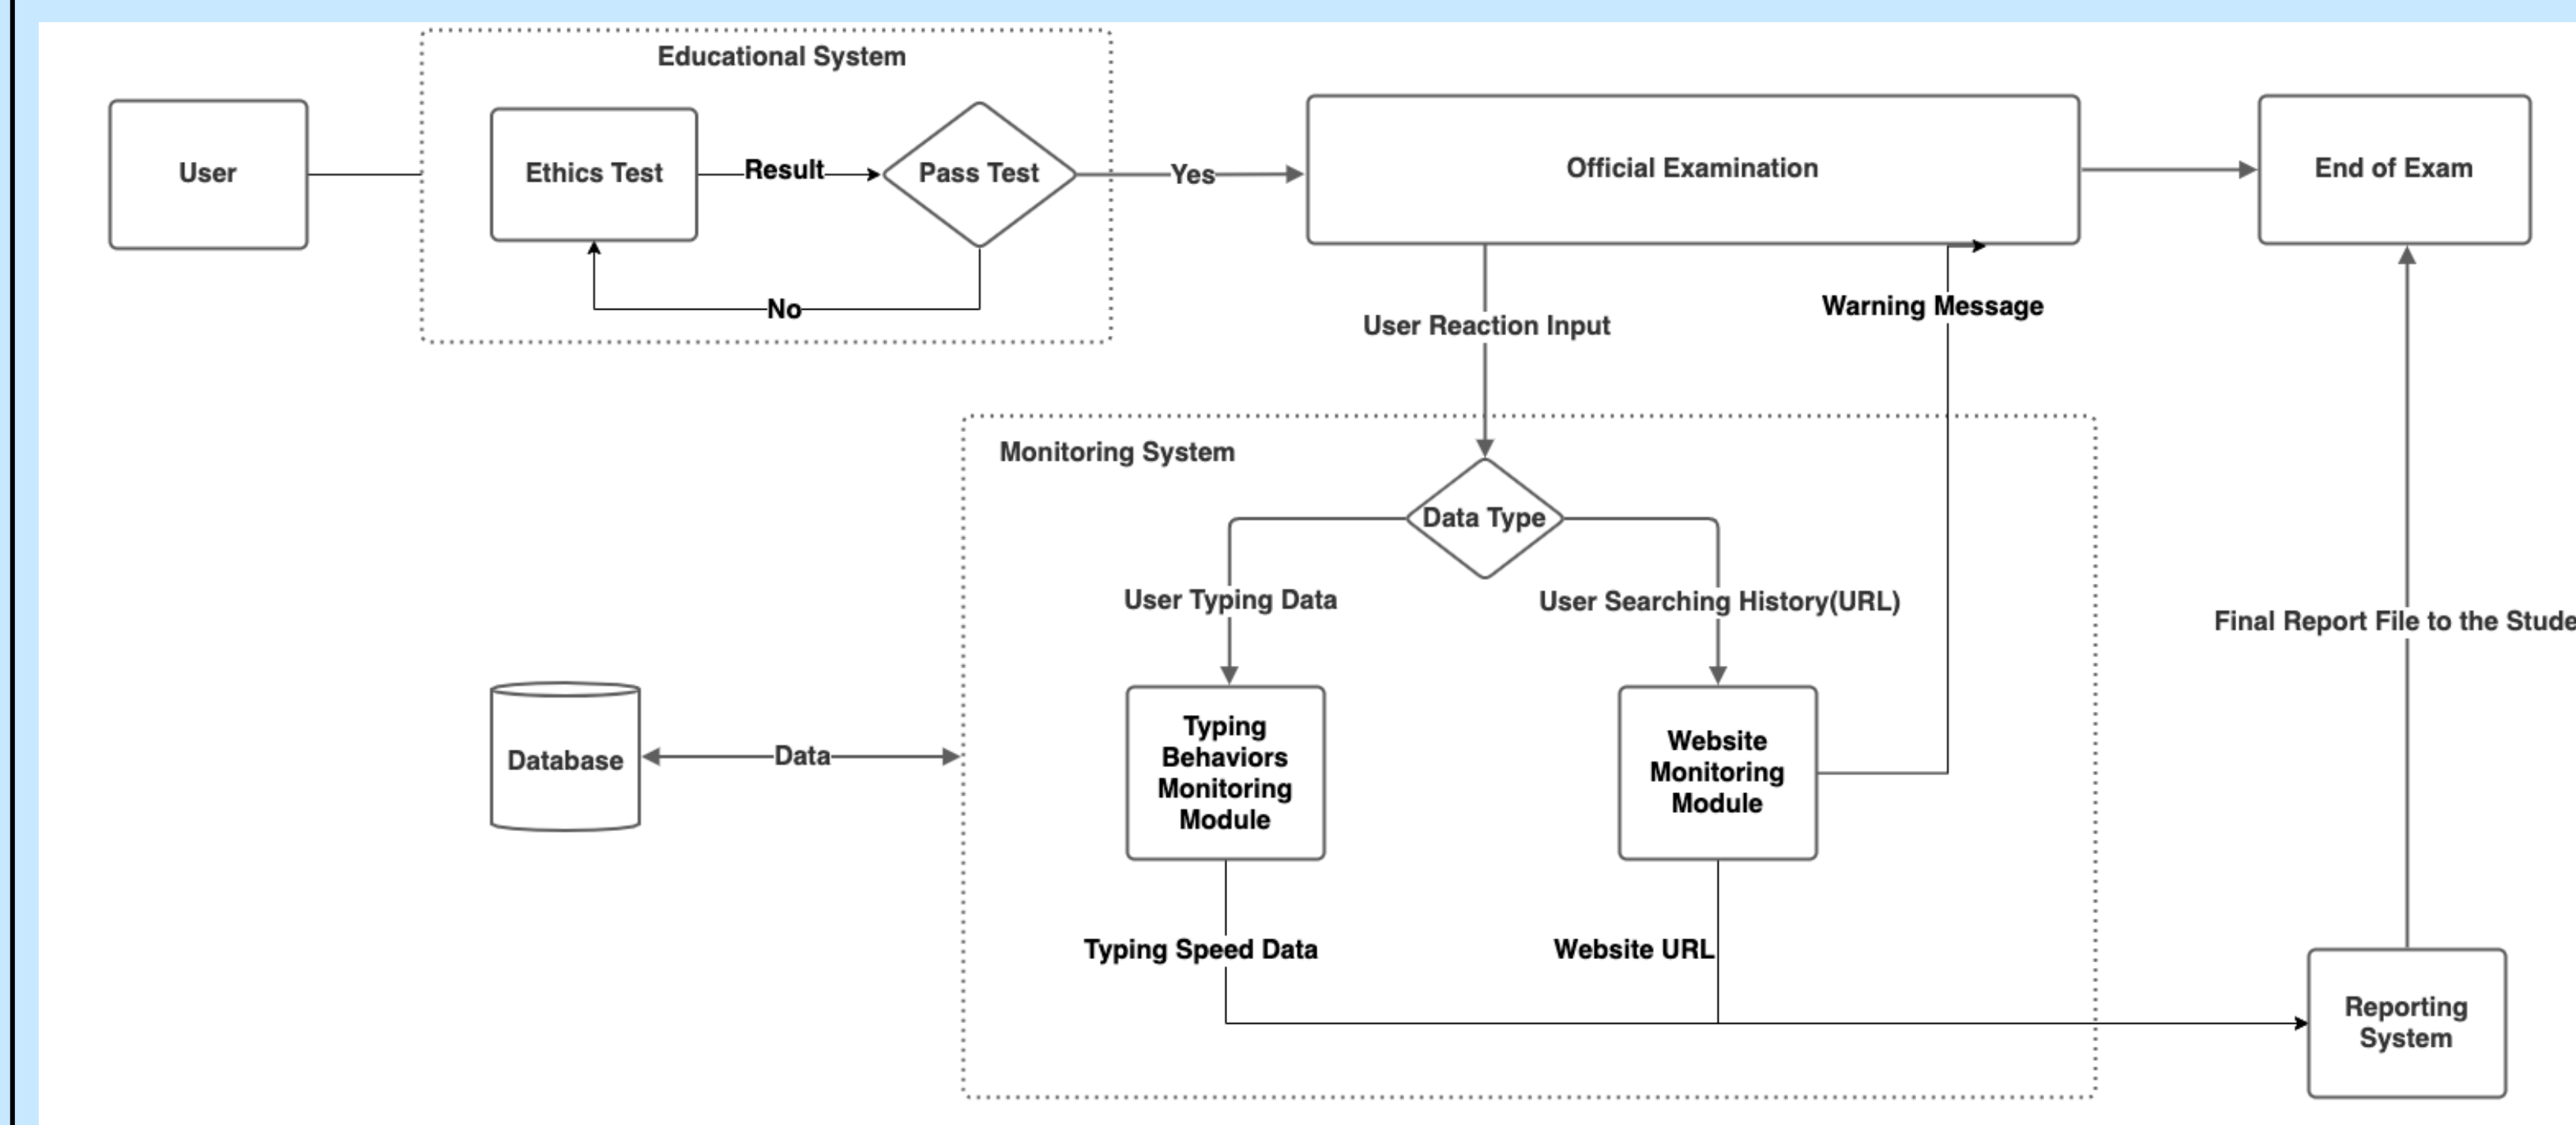 Educational System
User
Ethics Test
Result
Pass Test
Yes
Official Examination
End of Exam
No
User Reaction Input
Warning Message
Monitoring System
Data Type
User Typing Data
User Searching History(URL)
Final Report File to the Stude
Database
Data
Typing
Behaviors
Monitoring
Module
Website
Monitoring
Module
Typing Speed Data
Website URL
Reporting
System